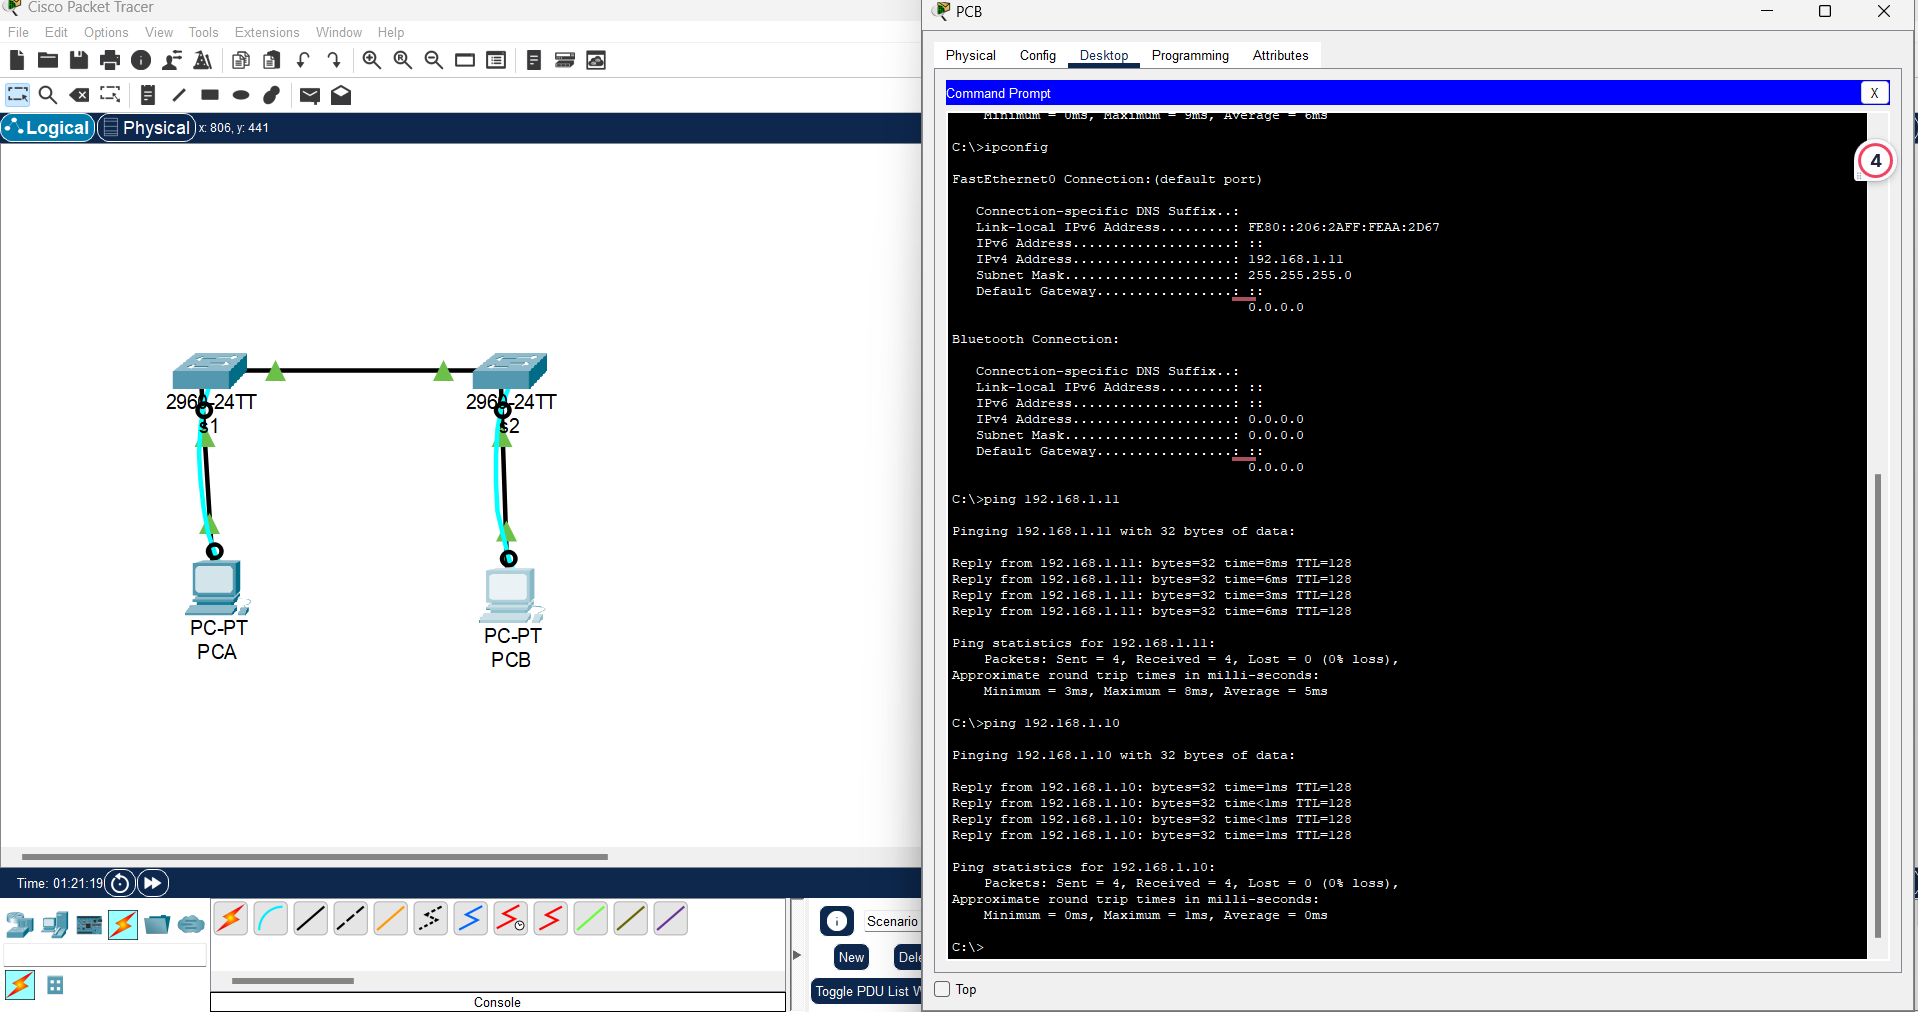 Cisco Packet Tracer
File Edit Options View Tools Extensions Window Help
Logical Physical x: 806, y: 441
2960-24TT
s1
2960-24TT
s2
PC-PT
PCA
PC-PT
PCB
Time: 01:21:19
Scenario
New
Dele
Toggle PDU List W
Console
PCB
Physical Config Desktop Programming Attributes
Command Prompt
X
4
Minimum = 0ms, Maximum = 9ms, Average = 6ms
C:\>ipconfig
FastEthernet0 Connection:(default port)
Connection-specific DNS Suffix..:
Link-local IPv6 Address.........: FE80::206:2AFF:FEAA:2D67
IPv6 Address....................: ::
IPv4 Address....................: 192.168.1.11
Subnet Mask.....................: 255.255.255.0
Default Gateway.................: ::
0.0.0.0
Bluetooth Connection:
Connection-specific DNS Suffix..:
Link-local IPv6 Address.........: ::
IPv6 Address....................: ::
IPv4 Address....................: 0.0.0.0
Subnet Mask.....................: 0.0.0.0
Default Gateway.................: ::
0.0.0.0
C:\>ping 192.168.1.11
Pinging 192.168.1.11 with 32 bytes of data:
Reply from 192.168.1.11: bytes=32 time=8ms TTL=128
Reply from 192.168.1.11: bytes=32 time=6ms TTL=128
Reply from 192.168.1.11: bytes=32 time=3ms TTL=128
Reply from 192.168.1.11: bytes=32 time=6ms TTL=128
Ping statistics for 192.168.1.11:
Packets: Sent = 4, Received = 4, Lost = 0 (0% loss),
Approximate round trip times in milli-seconds:
Minimum = 3ms, Maximum = 8ms, Average = 5ms
C:\>ping 192.168.1.10
Pinging 192.168.1.10 with 32 bytes of data:
Reply from 192.168.1.10: bytes=32 time=1ms TTL=128
Reply from 192.168.1.10: bytes=32 time<1ms TTL=128
Reply from 192.168.1.10: bytes=32 time<1ms TTL=128
Reply from 192.168.1.10: bytes=32 time=1ms TTL=128
Ping statistics for 192.168.1.10:
Packets: Sent = 4, Received = 4, Lost = 0 (0% loss),
Approximate round trip times in milli-seconds:
Minimum = 0ms, Maximum = 1ms, Average = 0ms
C:\>
Top